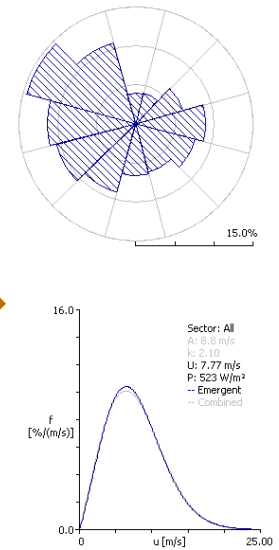 15.0%
16.0
Sector: All
A: 8.8 m/s
k: 2.10
U: 7.77 m/s
P: 523 W/m²
-- Emergent
-- Combined
f
[%/(m/s)]
0.0
0
u [m/s]
25.00